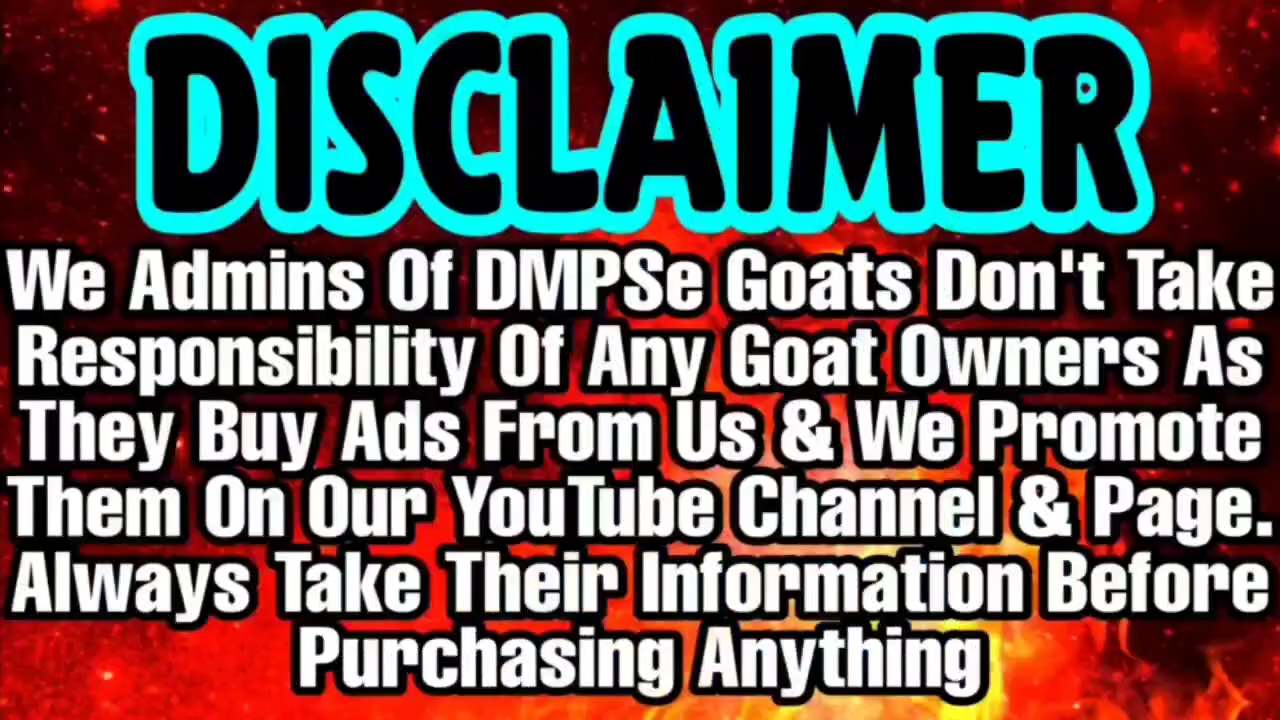 DISCLAIMER
We Admins Of DMPSe Goats Don't Take
Responsibility Of Any Goat Owners As
They Buy Ads From Us & We Promote
Them On Our YouTube Channel & Page.
Always Take Their Information Before
Purchasing Anything